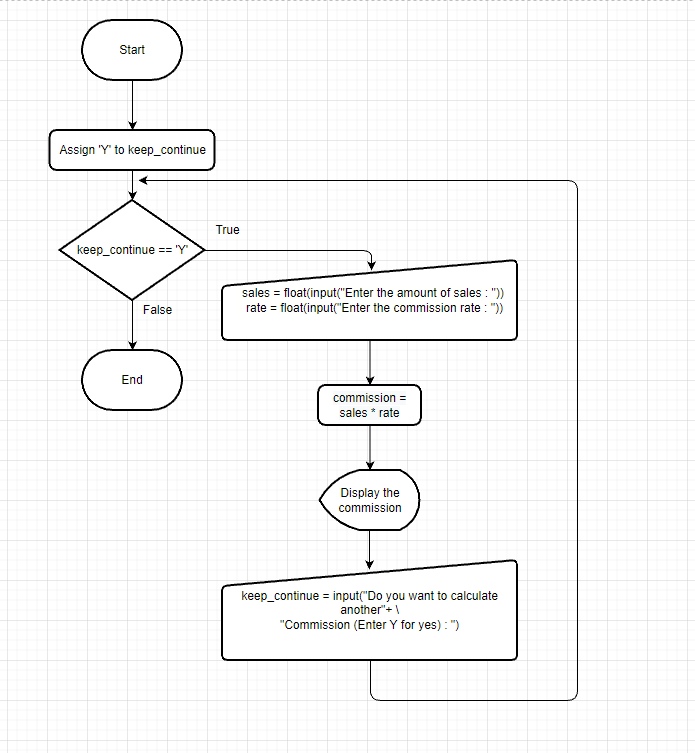 Start
Assign 'Y' to keep_continue
keep_continue == 'Y'
True
False
End
sales = float(input("Enter the amount of sales : "))
rate = float(input("Enter the commission rate : "))
commission =
sales * rate
Display the
commission
keep_continue = input("Do you want to calculate
another"+ \
"Commission (Enter Y for yes) : ")